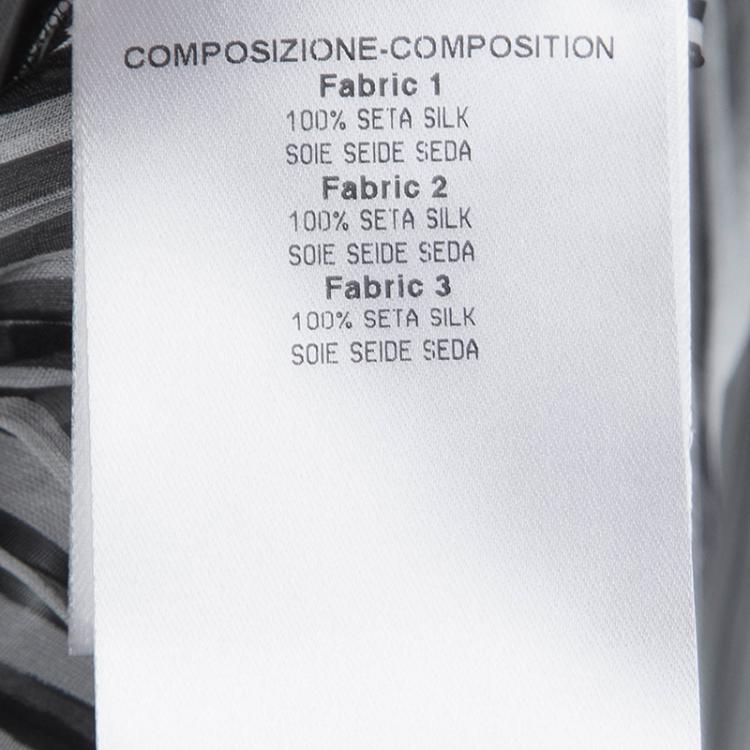 COMPOSIZIONE-COMPOSITION
Fabric 1
100% SETA SILK
SOIE SEIDE SEDA
Fabric 2
100% SETA SILK
SOIE SEIDE SEDA
Fabric 3
100% SETA SILK
SOIE SEIDE SEDA